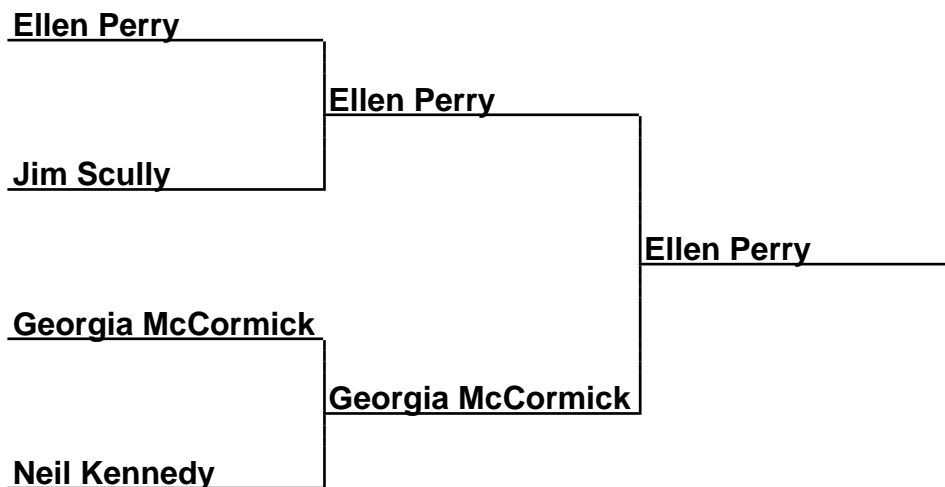 Ellen Perry
Ellen Perry
Jim Scully
Ellen Perry
Georgia McCormick
Georgia McCormick
Neil Kennedy